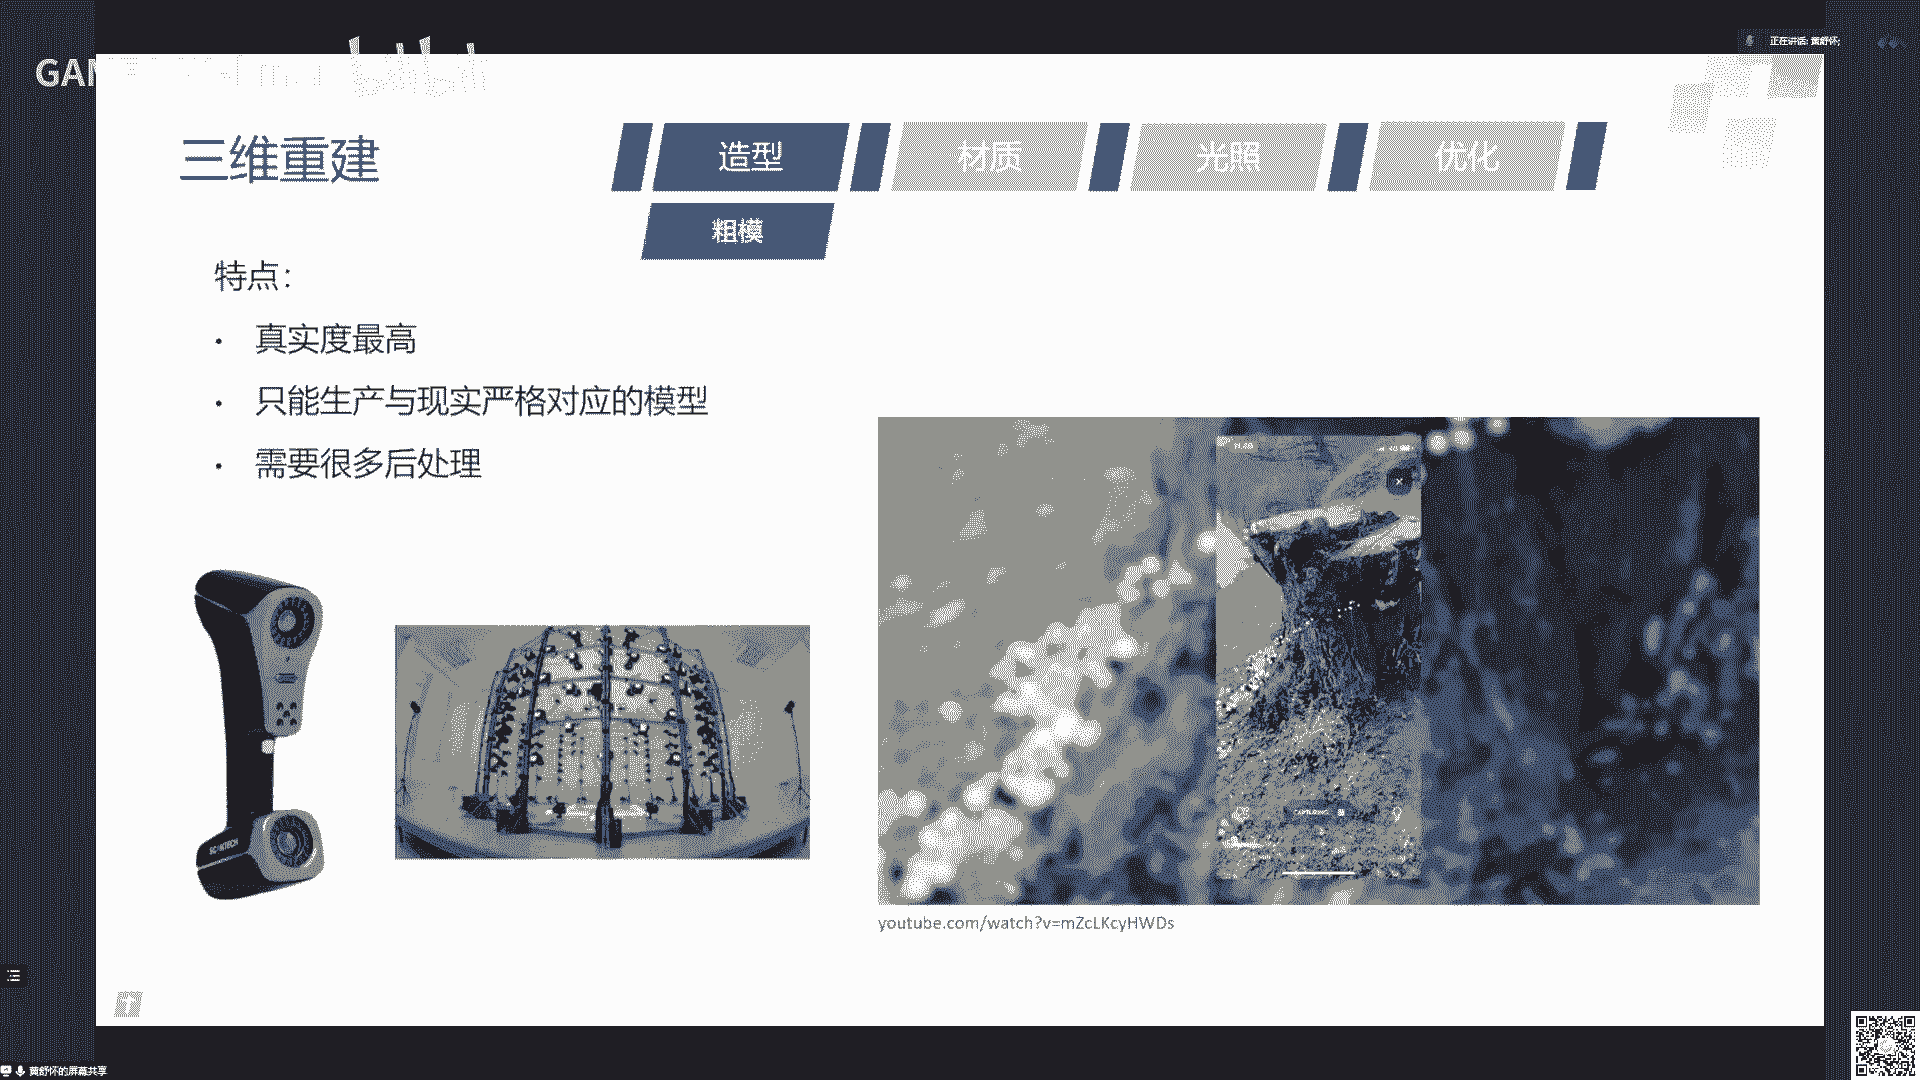 正在讲话: 黄舒怀;
GAM
bilibili
三维重建
造型
材质
光照
优化
粗模
特点：
• 真实度最高
• 只能生产与现实严格对应的模型
• 需要很多后处理
CAPTURING
SCANTECH
youtube.com/watch?v=mZcLKcyHWDs
黄舒怀的屏幕共享